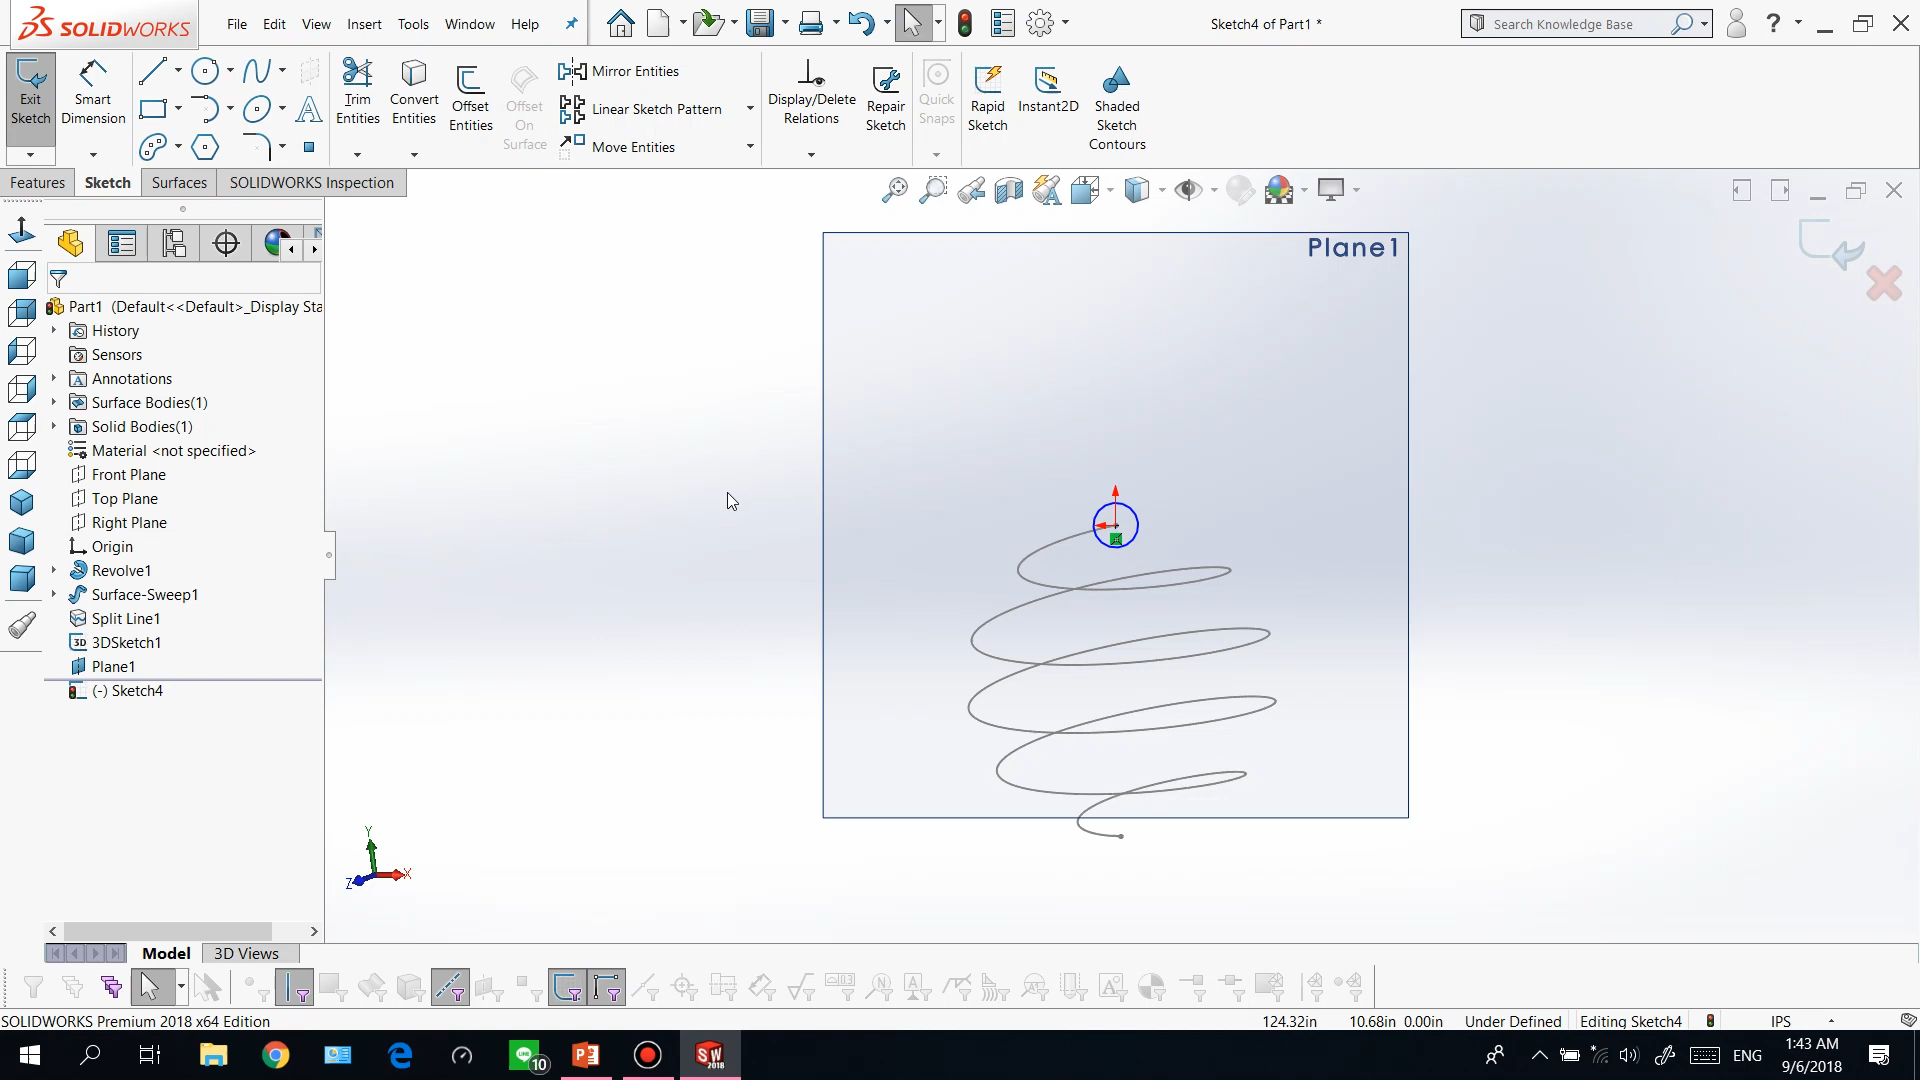 SOLIDWORKS
File Edit View Insert Tools Window Help
Sketch4 of Part1 *
Search Knowledge Base
?
Exit Sketch
Smart Dimension
Trim Entities
Convert Entities
Offset Entities
Offset On Surface
Mirror Entities
Linear Sketch Pattern
Move Entities
Display/Delete Relations
Repair Sketch
Quick Snaps
Rapid Sketch
Instant2D
Shaded Sketch Contours
Features Sketch Surfaces SOLIDWORKS Inspection
Plane1
Part1 (Default<<Default>_Display Sta
History
Sensors
Annotations
Surface Bodies(1)
Solid Bodies(1)
Material <not specified>
Front Plane
Top Plane
Right Plane
Origin
Revolve1
Surface-Sweep1
Split Line1
3D 3DSketch1
Plane1
(-) Sketch4
Y
X
Z
Model 3D Views
SOLIDWORKS Premium 2018 x64 Edition
124.32in 10.68in 0.00in Under Defined Editing Sketch4 IPS
10
SW 2018
ENG
1:43 AM
9/6/2018